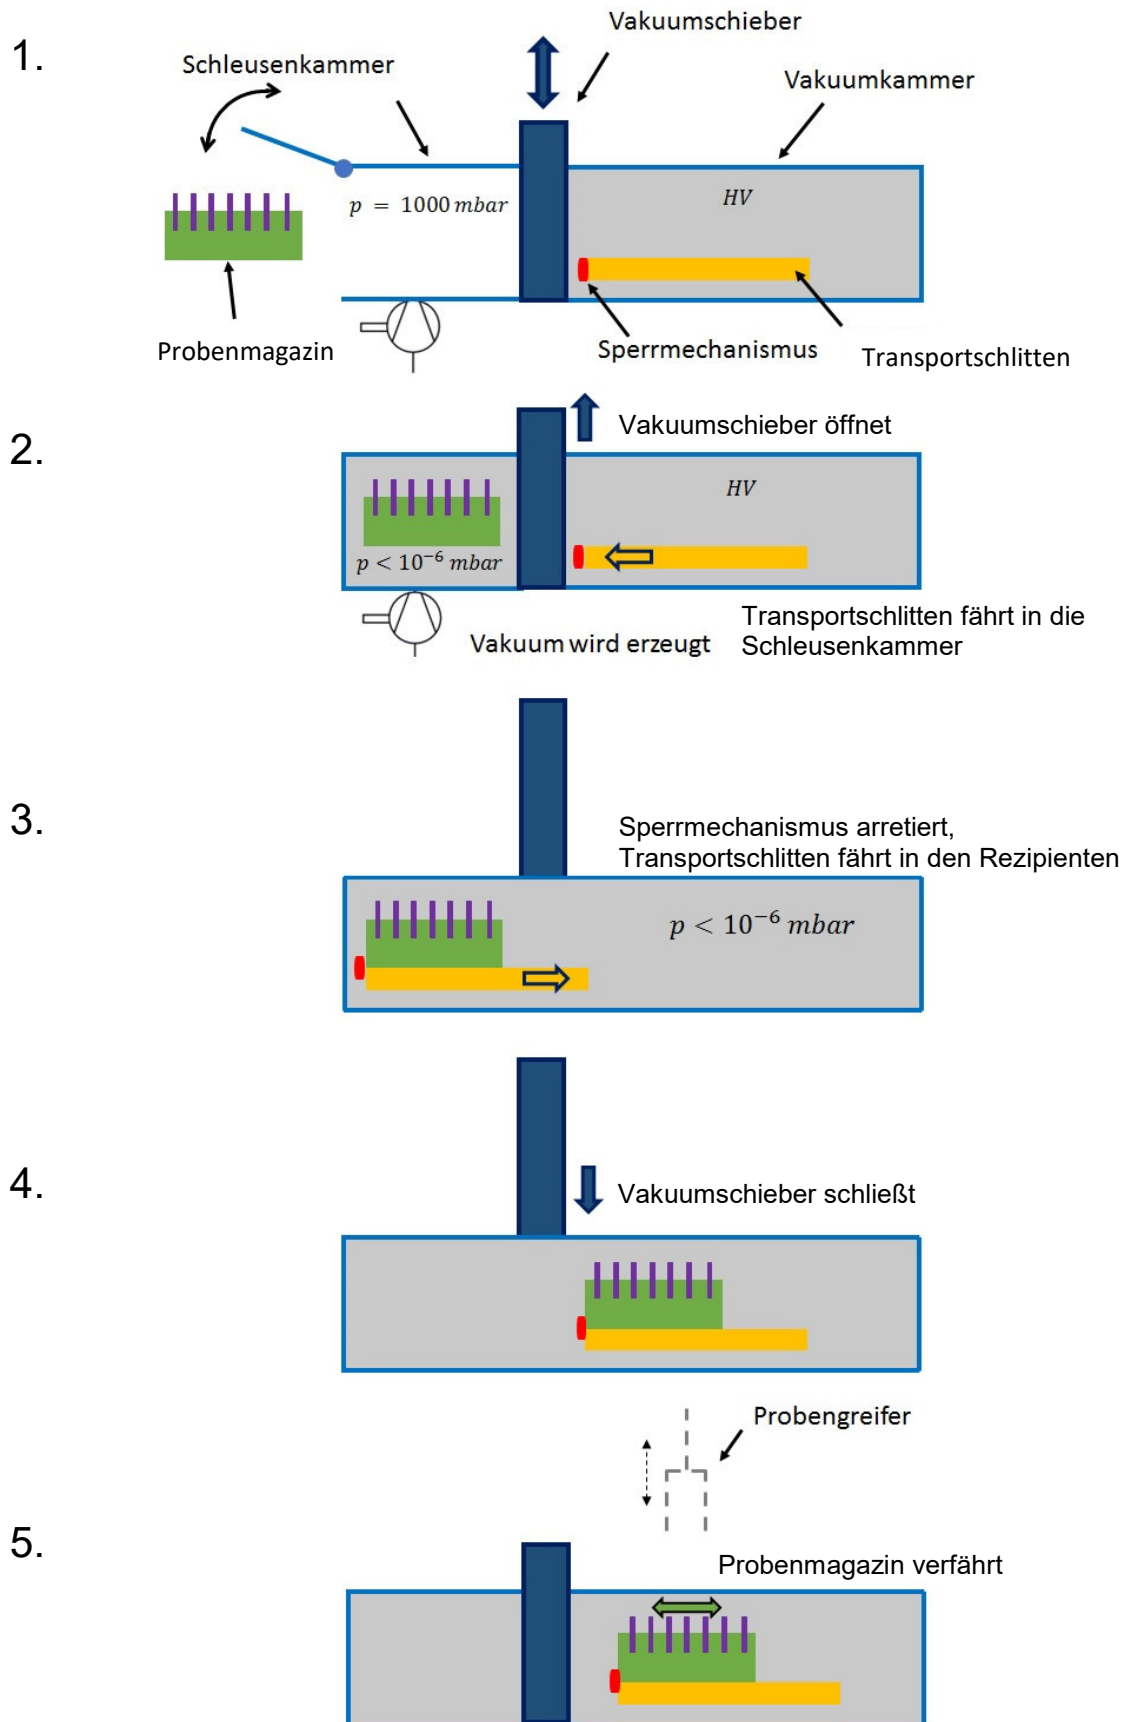 1.
Vakuumschieber
Schleusenkammer
Vakuumkammer
p = 1000 mbar
HV
Probenmagazin
Sperrmechanismus
Transportschlitten
2.
Vakuumschieber öffnet
HV
p < 10⁻⁶ mbar
Transportschlitten fährt in die
Schleusenkammer
Vakuum wird erzeugt
3.
Sperrmechanismus arretiert,
Transportschlitten fährt in den Rezipienten
p < 10⁻⁶ mbar
4.
Vakuumschieber schließt
Probengreifer
5.
Probenmagazin verfährt